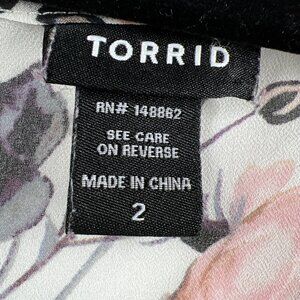 TORRID
RN# 148862
SEE CARE
ON REVERSE
MADE IN CHINA
2